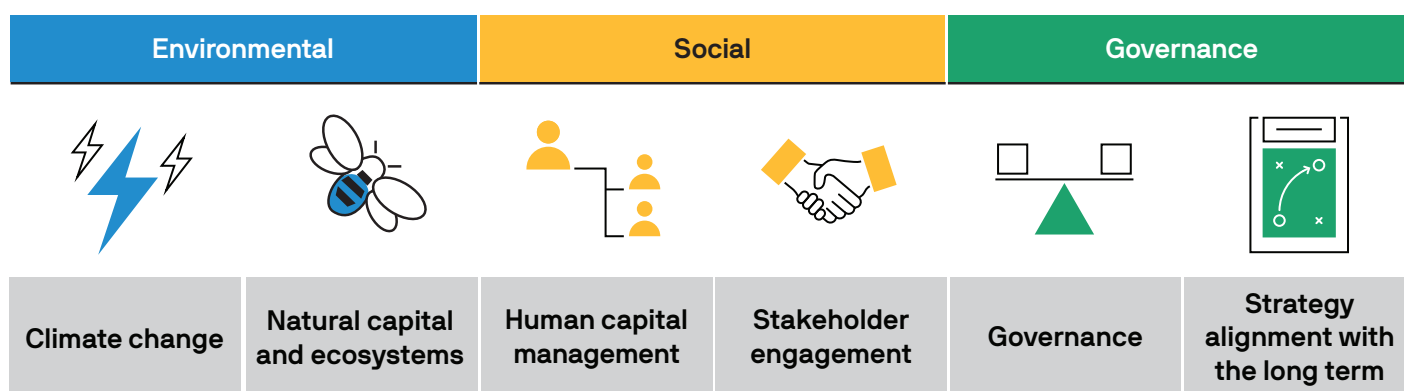 Environmental
Social
Governance
Climate change
Natural capital
and ecosystems
Human capital
management
Stakeholder
engagement
Governance
Strategy
alignment with
the long term